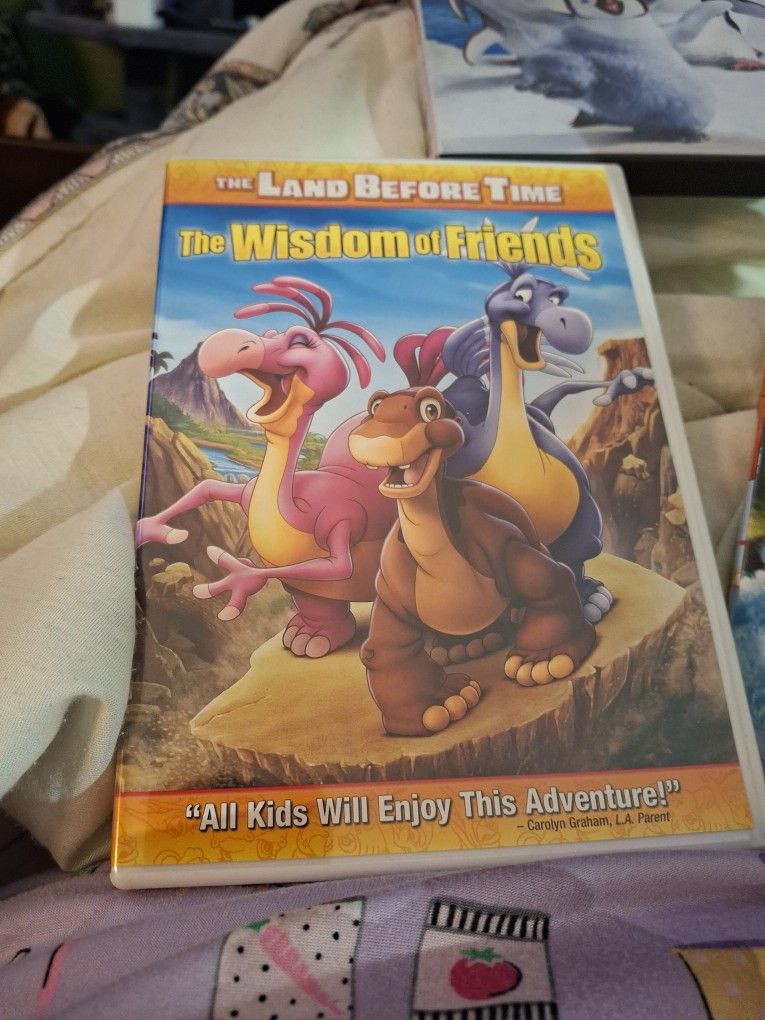 THE LAND BEFORE TIME
The Wisdom of Friends
"All Kids Will Enjoy This Adventure!"
– Carolyn Graham, L.A. Parent